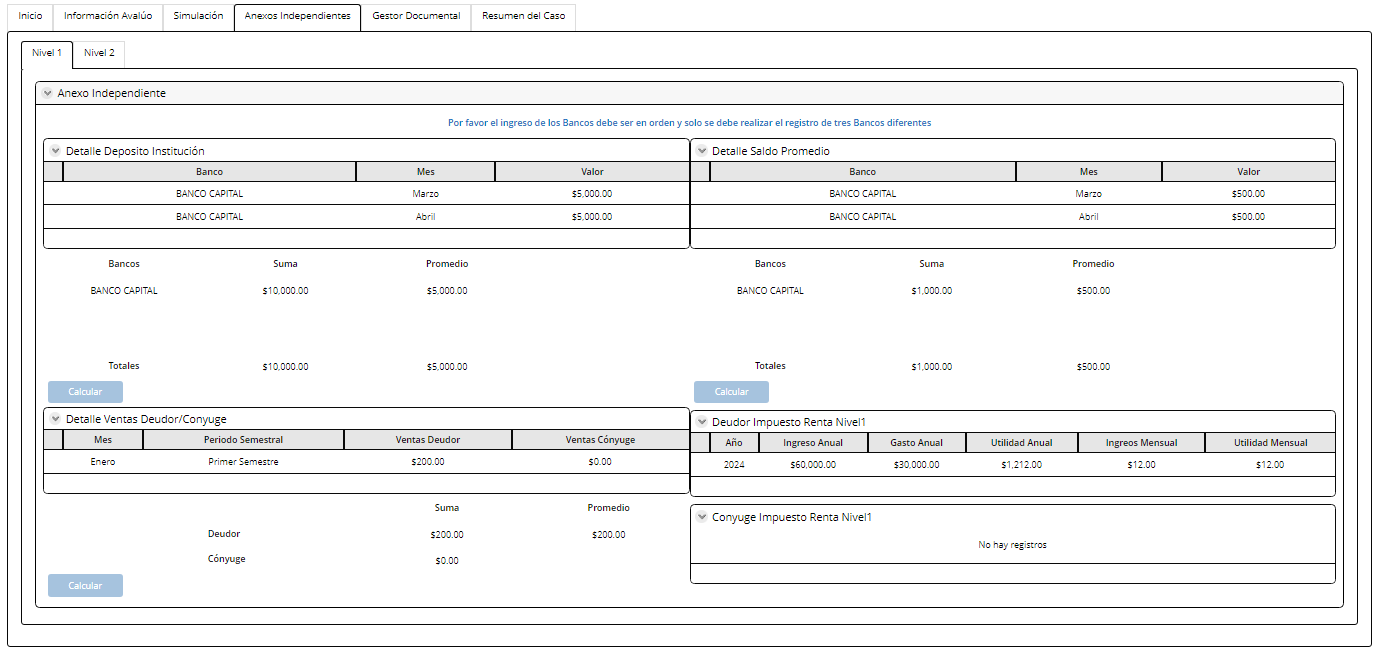 Inicio Información Avalúo Simulación Anexos Independientes Gestor Documental Resumen del Caso
Nivel 1 Nivel 2
Anexo Independiente
Por favor el ingreso de los Bancos debe ser en orden y solo se debe realizar el registro de tres Bancos diferentes
Detalle Deposito Institución
Banco Mes Valor
BANCO CAPITAL Marzo $5,000.00
BANCO CAPITAL Abril $5,000.00
Bancos Suma Promedio
BANCO CAPITAL $10,000.00 $5,000.00
Totales $10,000.00 $5,000.00
Calcular
Detalle Saldo Promedio
Banco Mes Valor
BANCO CAPITAL Marzo $500.00
BANCO CAPITAL Abril $500.00
Bancos Suma Promedio
BANCO CAPITAL $1,000.00 $500.00
Totales $1,000.00 $500.00
Calcular
Detalle Ventas Deudor/Conyuge
Mes Periodo Semestral Ventas Deudor Ventas Cónyuge
Enero Primer Semestre $200.00 $0.00
Suma Promedio
Deudor $200.00 $200.00
Cónyuge $0.00
Calcular
Deudor Impuesto Renta Nivel1
Año Ingreso Anual Gasto Anual Utilidad Anual Ingreos Mensual Utilidad Mensual
2024 $60,000.00 $30,000.00 $1,212.00 $12.00 $12.00
Conyuge Impuesto Renta Nivel1
No hay registros